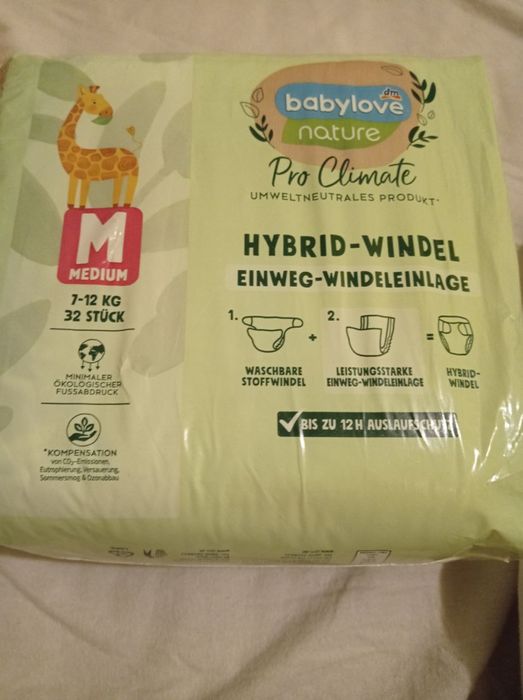 dm
babylove
nature
Pro Climate
UMWELTNEUTRALES PRODUKT*
M
MEDIUM
7-12 KG
32 STÜCK
HYBRID-WINDEL
EINWEG-WINDELEINLAGE
1.
+
2.
=
WASCHBARE
STOFFWINDEL
LEISTUNGSSTARKE
EINWEG-WINDELEINLAGE
HYBRID-
WINDEL
MINIMALER
ÖKOLOGISCHER
FUSSABDRUCK
BIS ZU 12 H AUSLAUFSCHUTZ
*KOMPENSATION
von CO₂-Emissionen,
Eutrophierung, Versauerung,
Sommersmog & Ozonabbau